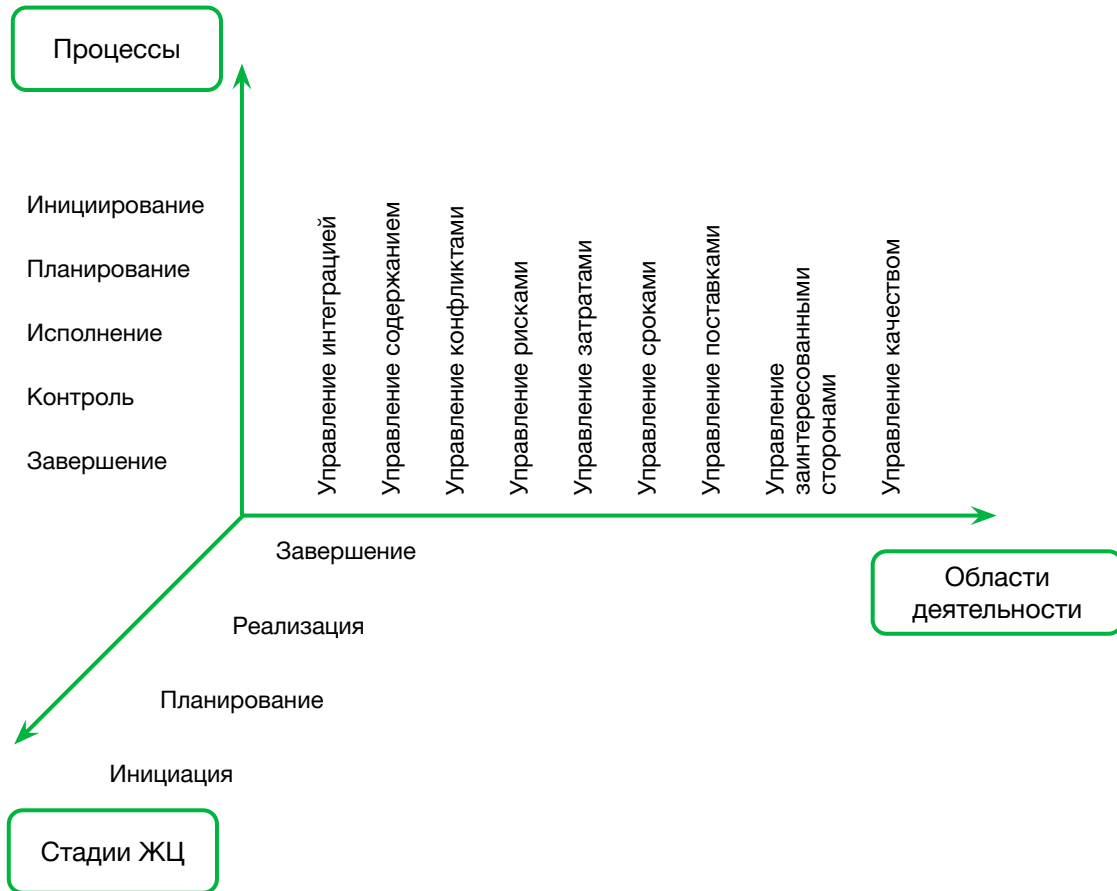 Процессы
Инициирование
Планирование
Исполнение
Контроль
Завершение
Управление интеграцией
Управление содержанием
Управление конфликтами
Управление рисками
Управление затратами
Управление сроками
Управление поставками
Управление
заинтересованными
сторонами
Управление качеством
Завершение
Реализация
Планирование
Инициация
Области
деятельности
Стадии ЖЦ